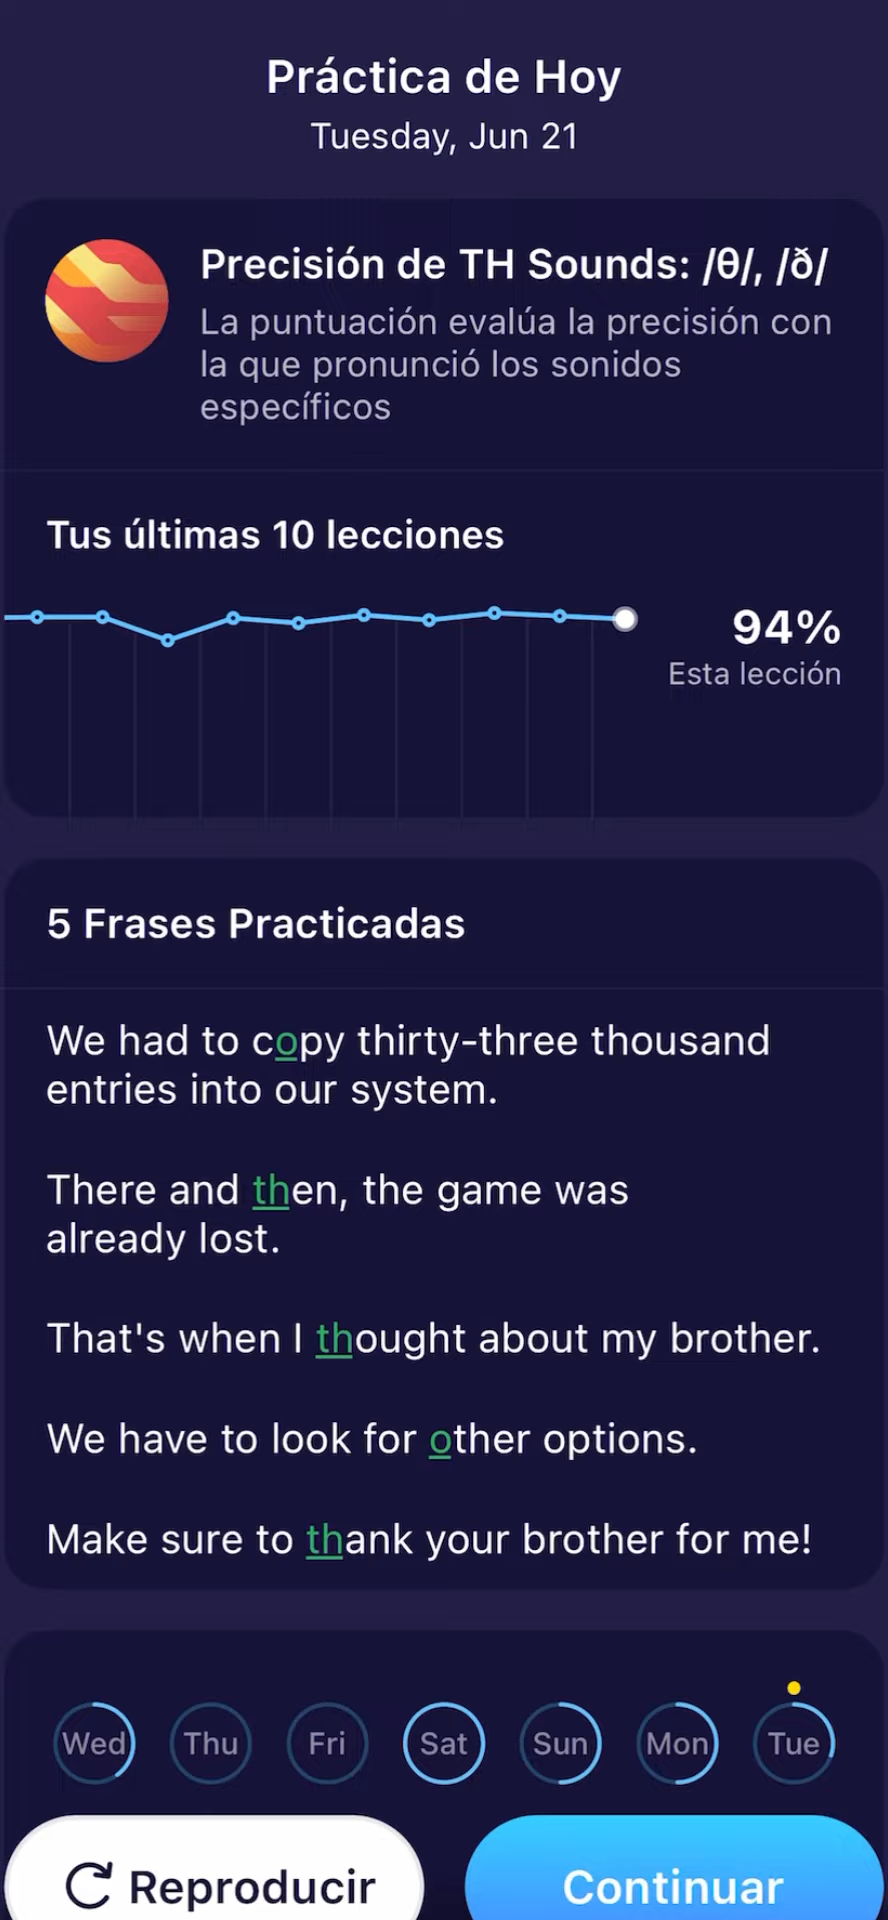 Práctica de Hoy
Tuesday, Jun 21
Precisión de TH Sounds: /θ/, /ð/
La puntuación evalúa la precisión con
la que pronunció los sonidos
específicos
Tus últimas 10 lecciones
94%
Esta lección
5 Frases Practicadas
We had to copy thirty-three thousand
entries into our system.
There and then, the game was
already lost.
That's when I thought about my brother.
We have to look for other options.
Make sure to thank your brother for me!
Wed Thu Fri Sat Sun Mon Tue
Reproducir
Continuar